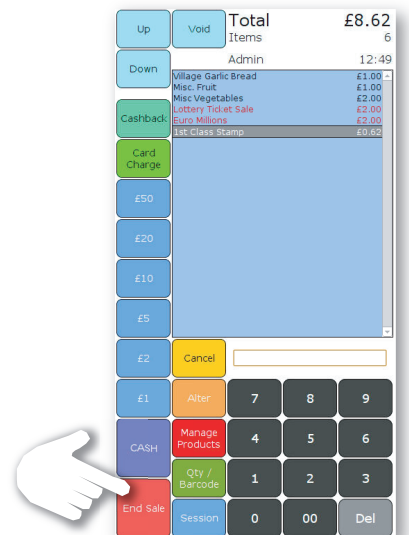 Up
Void
Total £8.62
Items 6
Down
Admin 12:49
Village Garlic Bread £1.00
Misc. Fruit £1.00
Misc Vegetables £2.00
Lottery Ticket Sale £2.00
Euro Millions £2.00
1st Class Stamp £0.62
Cashback
Card
Charge
£50
£20
£10
£5
£2
Cancel
£1
Alter
7 8 9
CASH
Manage
Products
4 5 6
Qty /
Barcode
1 2 3
End Sale
Session
0 00 Del